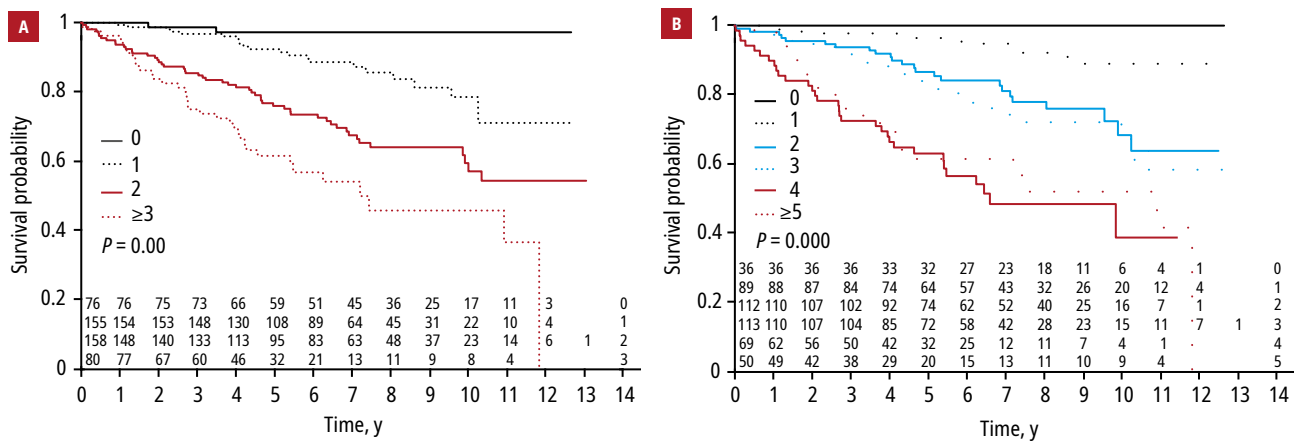 A
1
0.8
0.6
0.4
0.2
0
Survival probability
0
1
2
≥3
P = 0.00
76 76 75 73 66 59 51 45 36 25 17 11 3 0
155 154 153 148 130 108 89 64 45 31 22 10 4 1
158 148 140 133 113 95 83 63 48 37 23 14 6 1 2
80 77 67 60 46 32 21 13 11 9 8 4 3
0 1 2 3 4 5 6 7 8 9 10 11 12 13 14
Time, y
B
1
0.8
0.6
0.4
0.2
0
Survival probability
0
1
2
3
4
≥5
P = 0.000
36 36 36 36 33 32 27 23 18 11 6 4 1 0
89 88 87 84 74 64 57 43 32 26 20 12 4 1
112 110 107 102 92 74 62 52 40 25 16 7 1 2
113 110 107 104 85 72 58 42 28 23 15 11 7 1 3
69 62 56 50 42 32 25 12 11 7 4 1 4
50 49 42 38 29 20 15 13 11 10 9 4 5
0 1 2 3 4 5 6 7 8 9 10 11 12 13 14
Time, y